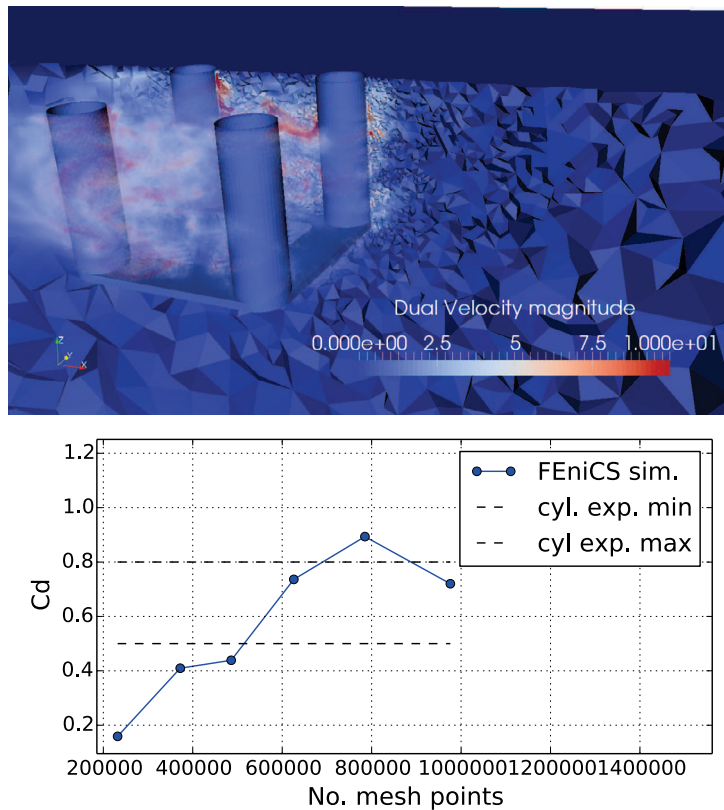 Z
Y
X
Dual Velocity magnitude
0.000e+00 2.5 5 7.5 1.000e+01
1.2
1.0
0.8
0.6
0.4
0.2
Cd
FEniCS sim.
cyl. exp. min
cyl exp. max
200000 400000 600000 800000 1000000 1200000 1400000
No. mesh points